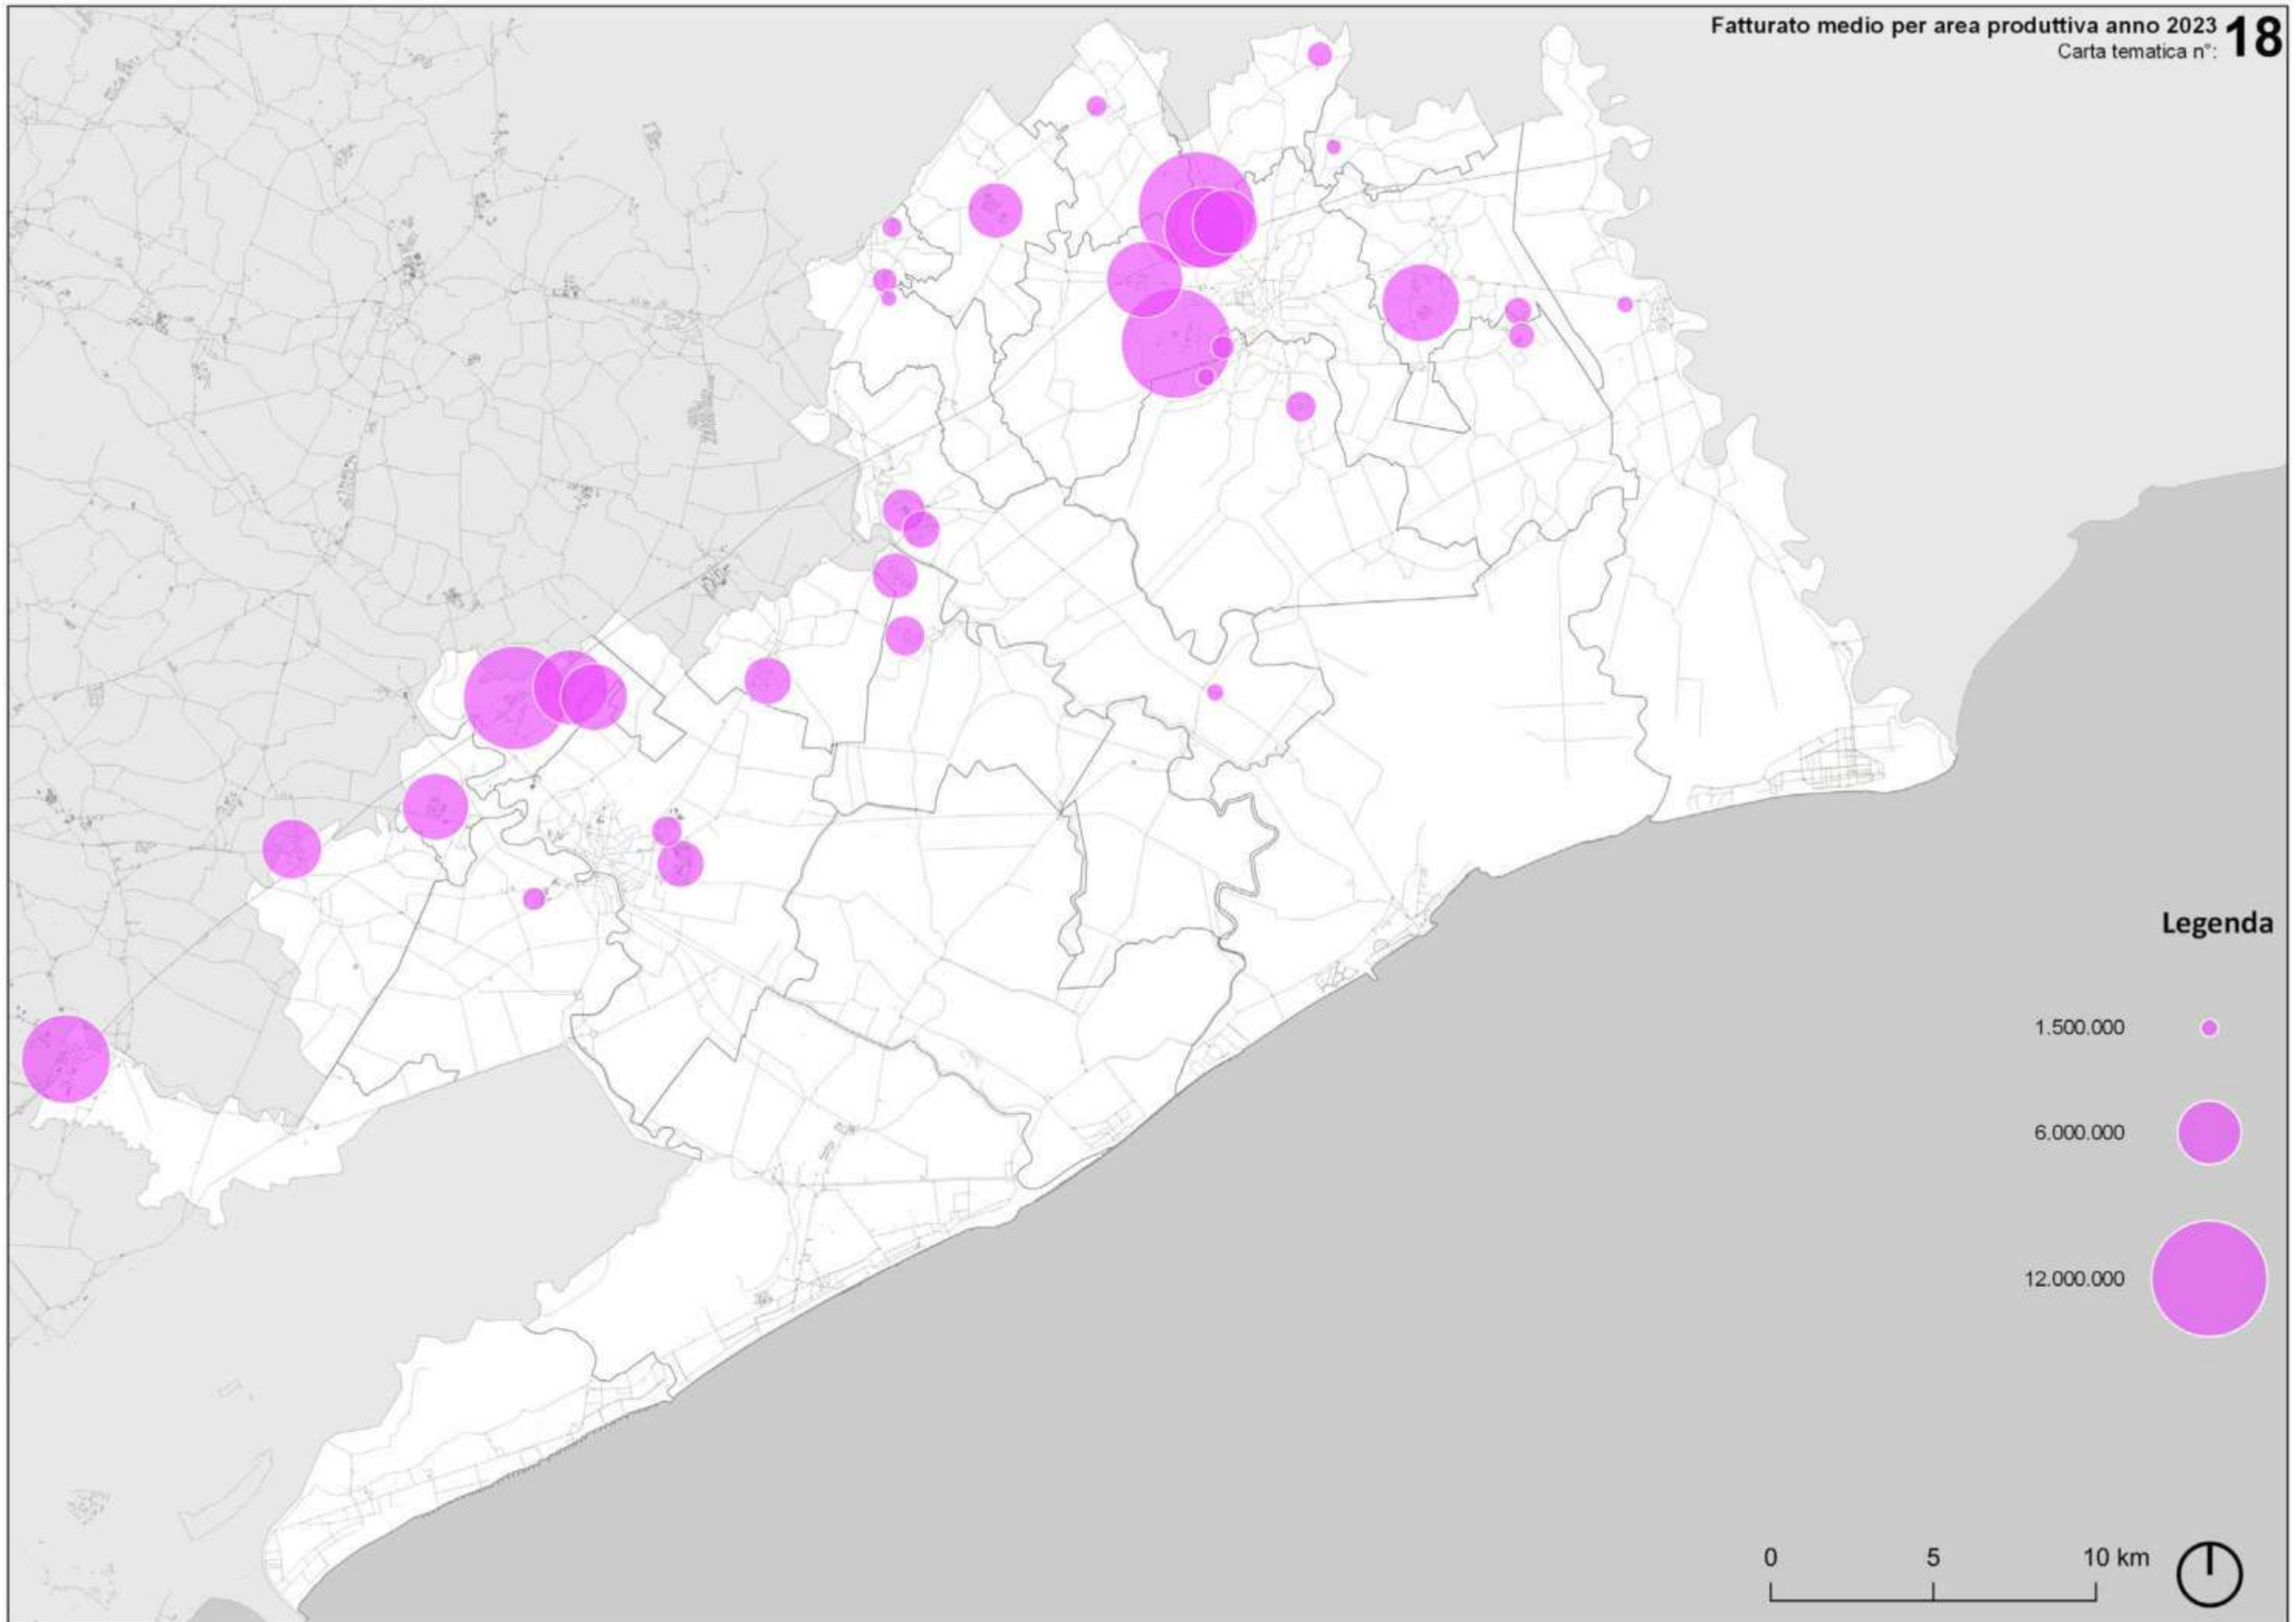 Fatturato medio per area produttiva anno 2023
Carta tematica n°: 18
Legenda
1.500.000
6.000.000
12.000.000
0 5 10 km